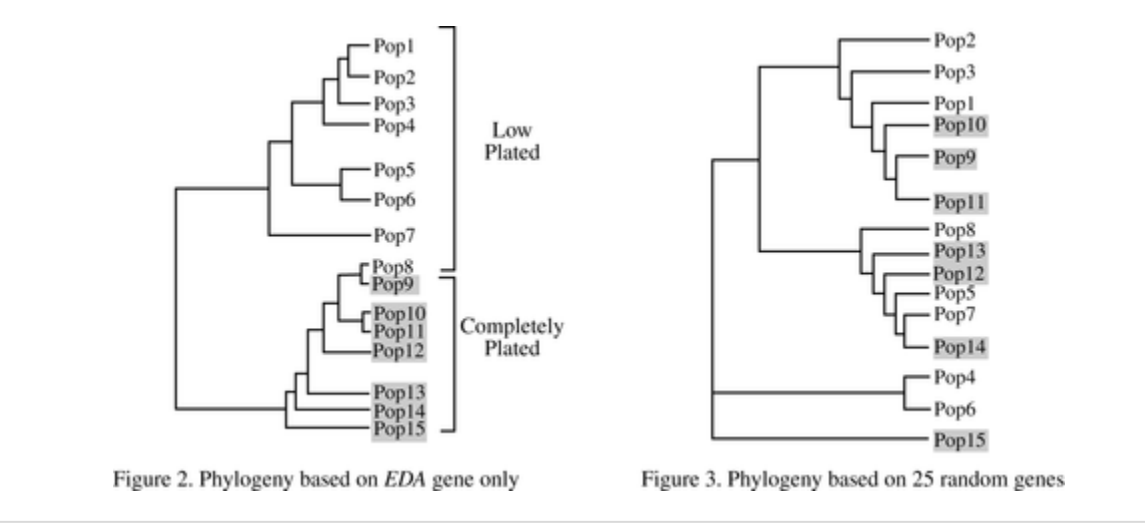 Pop1
Pop2
Pop3
Pop4
Pop5
Pop6
Pop7
Pop8
Pop9
Pop10
Pop11
Pop12
Pop13
Pop14
Pop15
Low
Plated
Completely
Plated
Figure 2. Phylogeny based on EDA gene only
Pop2
Pop3
Pop1
Pop10
Pop9
Pop11
Pop8
Pop13
Pop12
Pop5
Pop7
Pop14
Pop4
Pop6
Pop15
Figure 3. Phylogeny based on 25 random genes